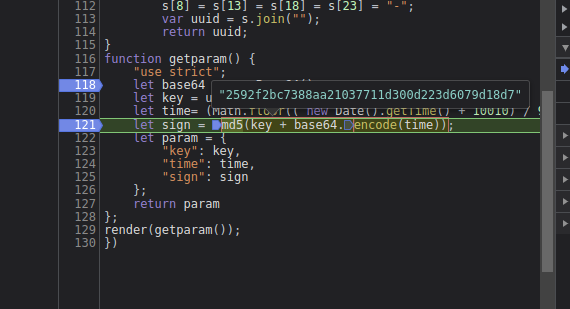 112 s[8] = s[13] = s[18] = s[23] = "-";
113 var uuid = s.join("");
114 return uuid;
115 }
116 function getparam() {
117 "use strict";
118 let base64
119 let key = u
"2592f2bc7388aa21037711d300d223d6079d18d7"
120 let time= (Math.floor(( new Date().getTime() + 10010) /
121 let sign = md5(key + base64.encode(time));
122 let param = {
123 "key": key,
124 "time": time,
125 "sign": sign
126 };
127 return param
128 };
129 render(getparam());
130 })